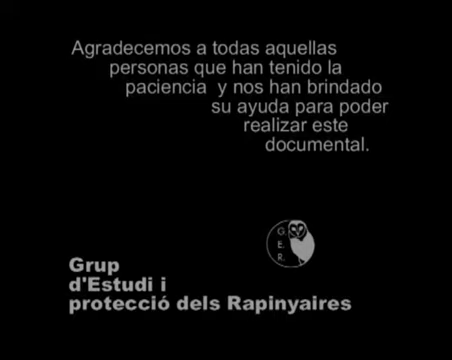 Agradecemos a todas aquellas
personas que han tenido la
paciencia y nos han brindado
su ayuda para poder
realizar este
documental.
G.
E.
R.
Grup
d'Estudi i
protecció dels Rapinyaires